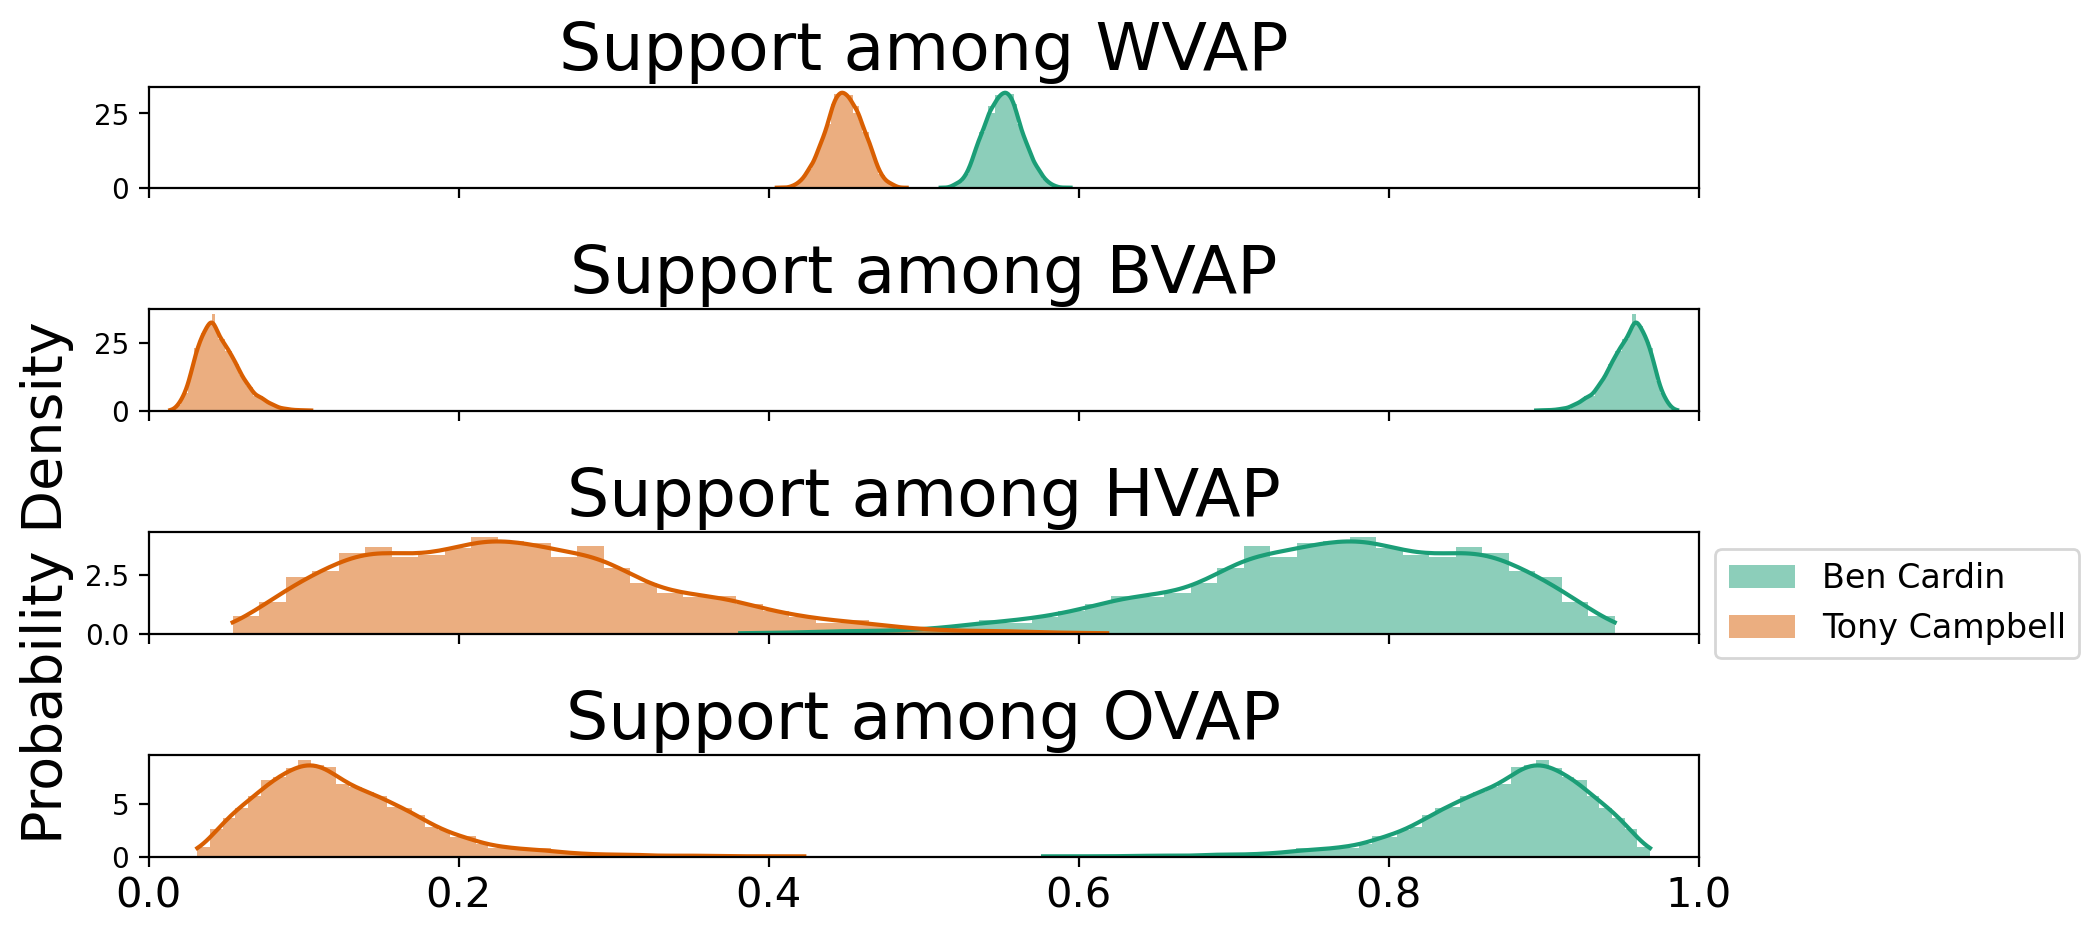 Support among WVAP
25
0
Support among BVAP
25
0
Support among HVAP
2.5
0.0
Support among OVAP
5
0
0.0 0.2 0.4 0.6 0.8 1.0
Probability Density
Ben Cardin
Tony Campbell